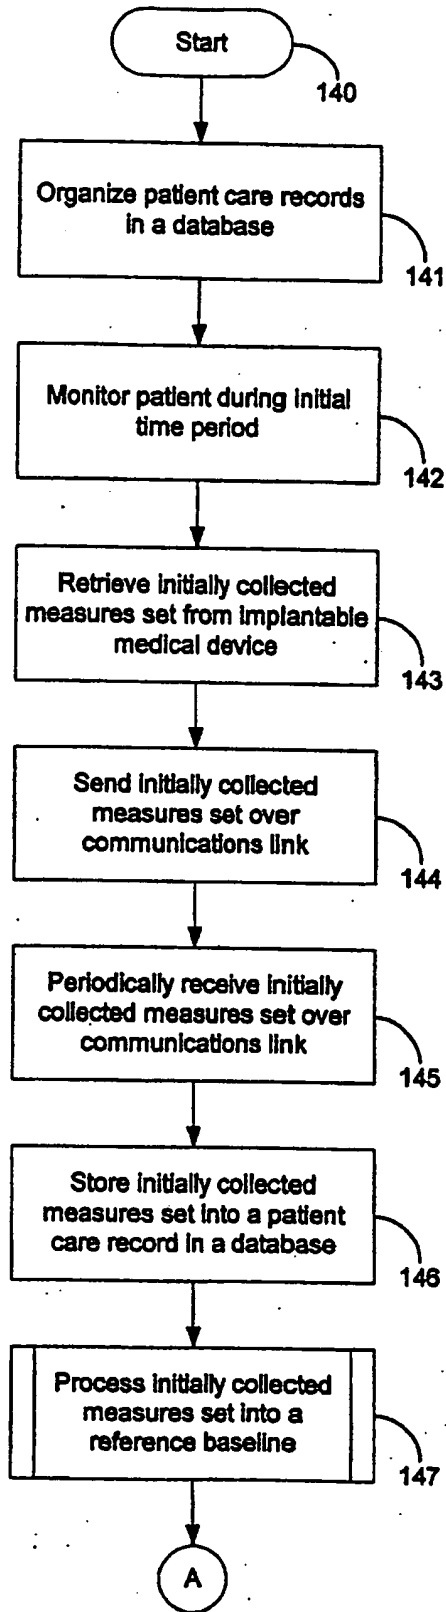 Start
140
Organize patient care records
in a database
141
Monitor patient during initial
time period
142
Retrieve initially collected
measures set from implantable
medical device
143
Send initially collected
measures set over
communications link
144
Periodically receive initially
collected measures set over
communications link
145
Store initially collected
measures set into a patient
care record in a database
146
Process initially collected
measures set into a
reference baseline
147
A